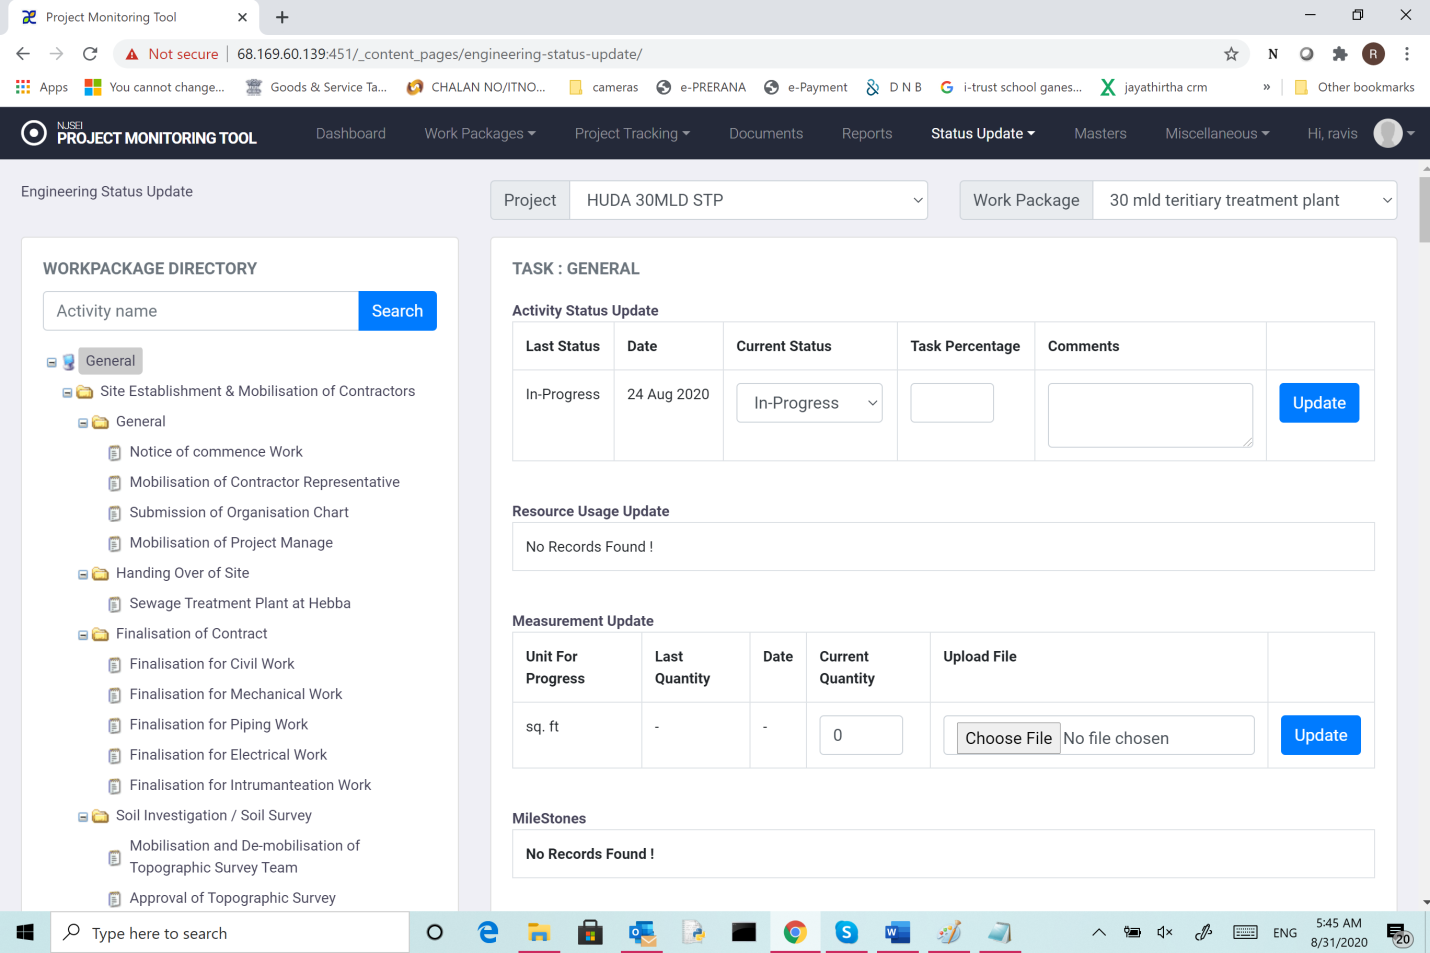 Project Monitoring Tool
Not secure | 68.169.60.139:451/_content_pages/engineering-status-update/
N
R
Apps
You cannot change...
Goods & Service Ta...
CHALAN NO/ITNO...
cameras
e-PRERANA
e-Payment
D N B
i-trust school ganes...
jayathirtha crm
»
Other bookmarks
NJSEI
PROJECT MONITORING TOOL
Dashboard
Work Packages
Project Tracking
Documents
Reports
Status Update
Masters
Miscellaneous
Hi, ravis
Engineering Status Update
Project
HUDA 30MLD STP
Work Package
30 mld teritiary treatment plant
WORKPACKAGE DIRECTORY
Activity name
Search
General
Site Establishment & Mobilisation of Contractors
General
Notice of commence Work
Mobilisation of Contractor Representative
Submission of Organisation Chart
Mobilisation of Project Manage
Handing Over of Site
Sewage Treatment Plant at Hebba
Finalisation of Contract
Finalisation for Civil Work
Finalisation for Mechanical Work
Finalisation for Piping Work
Finalisation for Electrical Work
Finalisation for Intrumanteation Work
Soil Investigation / Soil Survey
Mobilisation and De-mobilisation of
Topographic Survey Team
Approval of Topographic Survey
TASK : GENERAL
Activity Status Update
Last Status
Date
Current Status
Task Percentage
Comments
In-Progress
24 Aug 2020
In-Progress
Update
Resource Usage Update
No Records Found !
Measurement Update
Unit For
Progress
Last
Quantity
Date
Current
Quantity
Upload File
sq. ft
-
-
0
Choose File No file chosen
Update
MileStones
No Records Found !
Type here to search
ENG
5:45 AM
8/31/2020
20